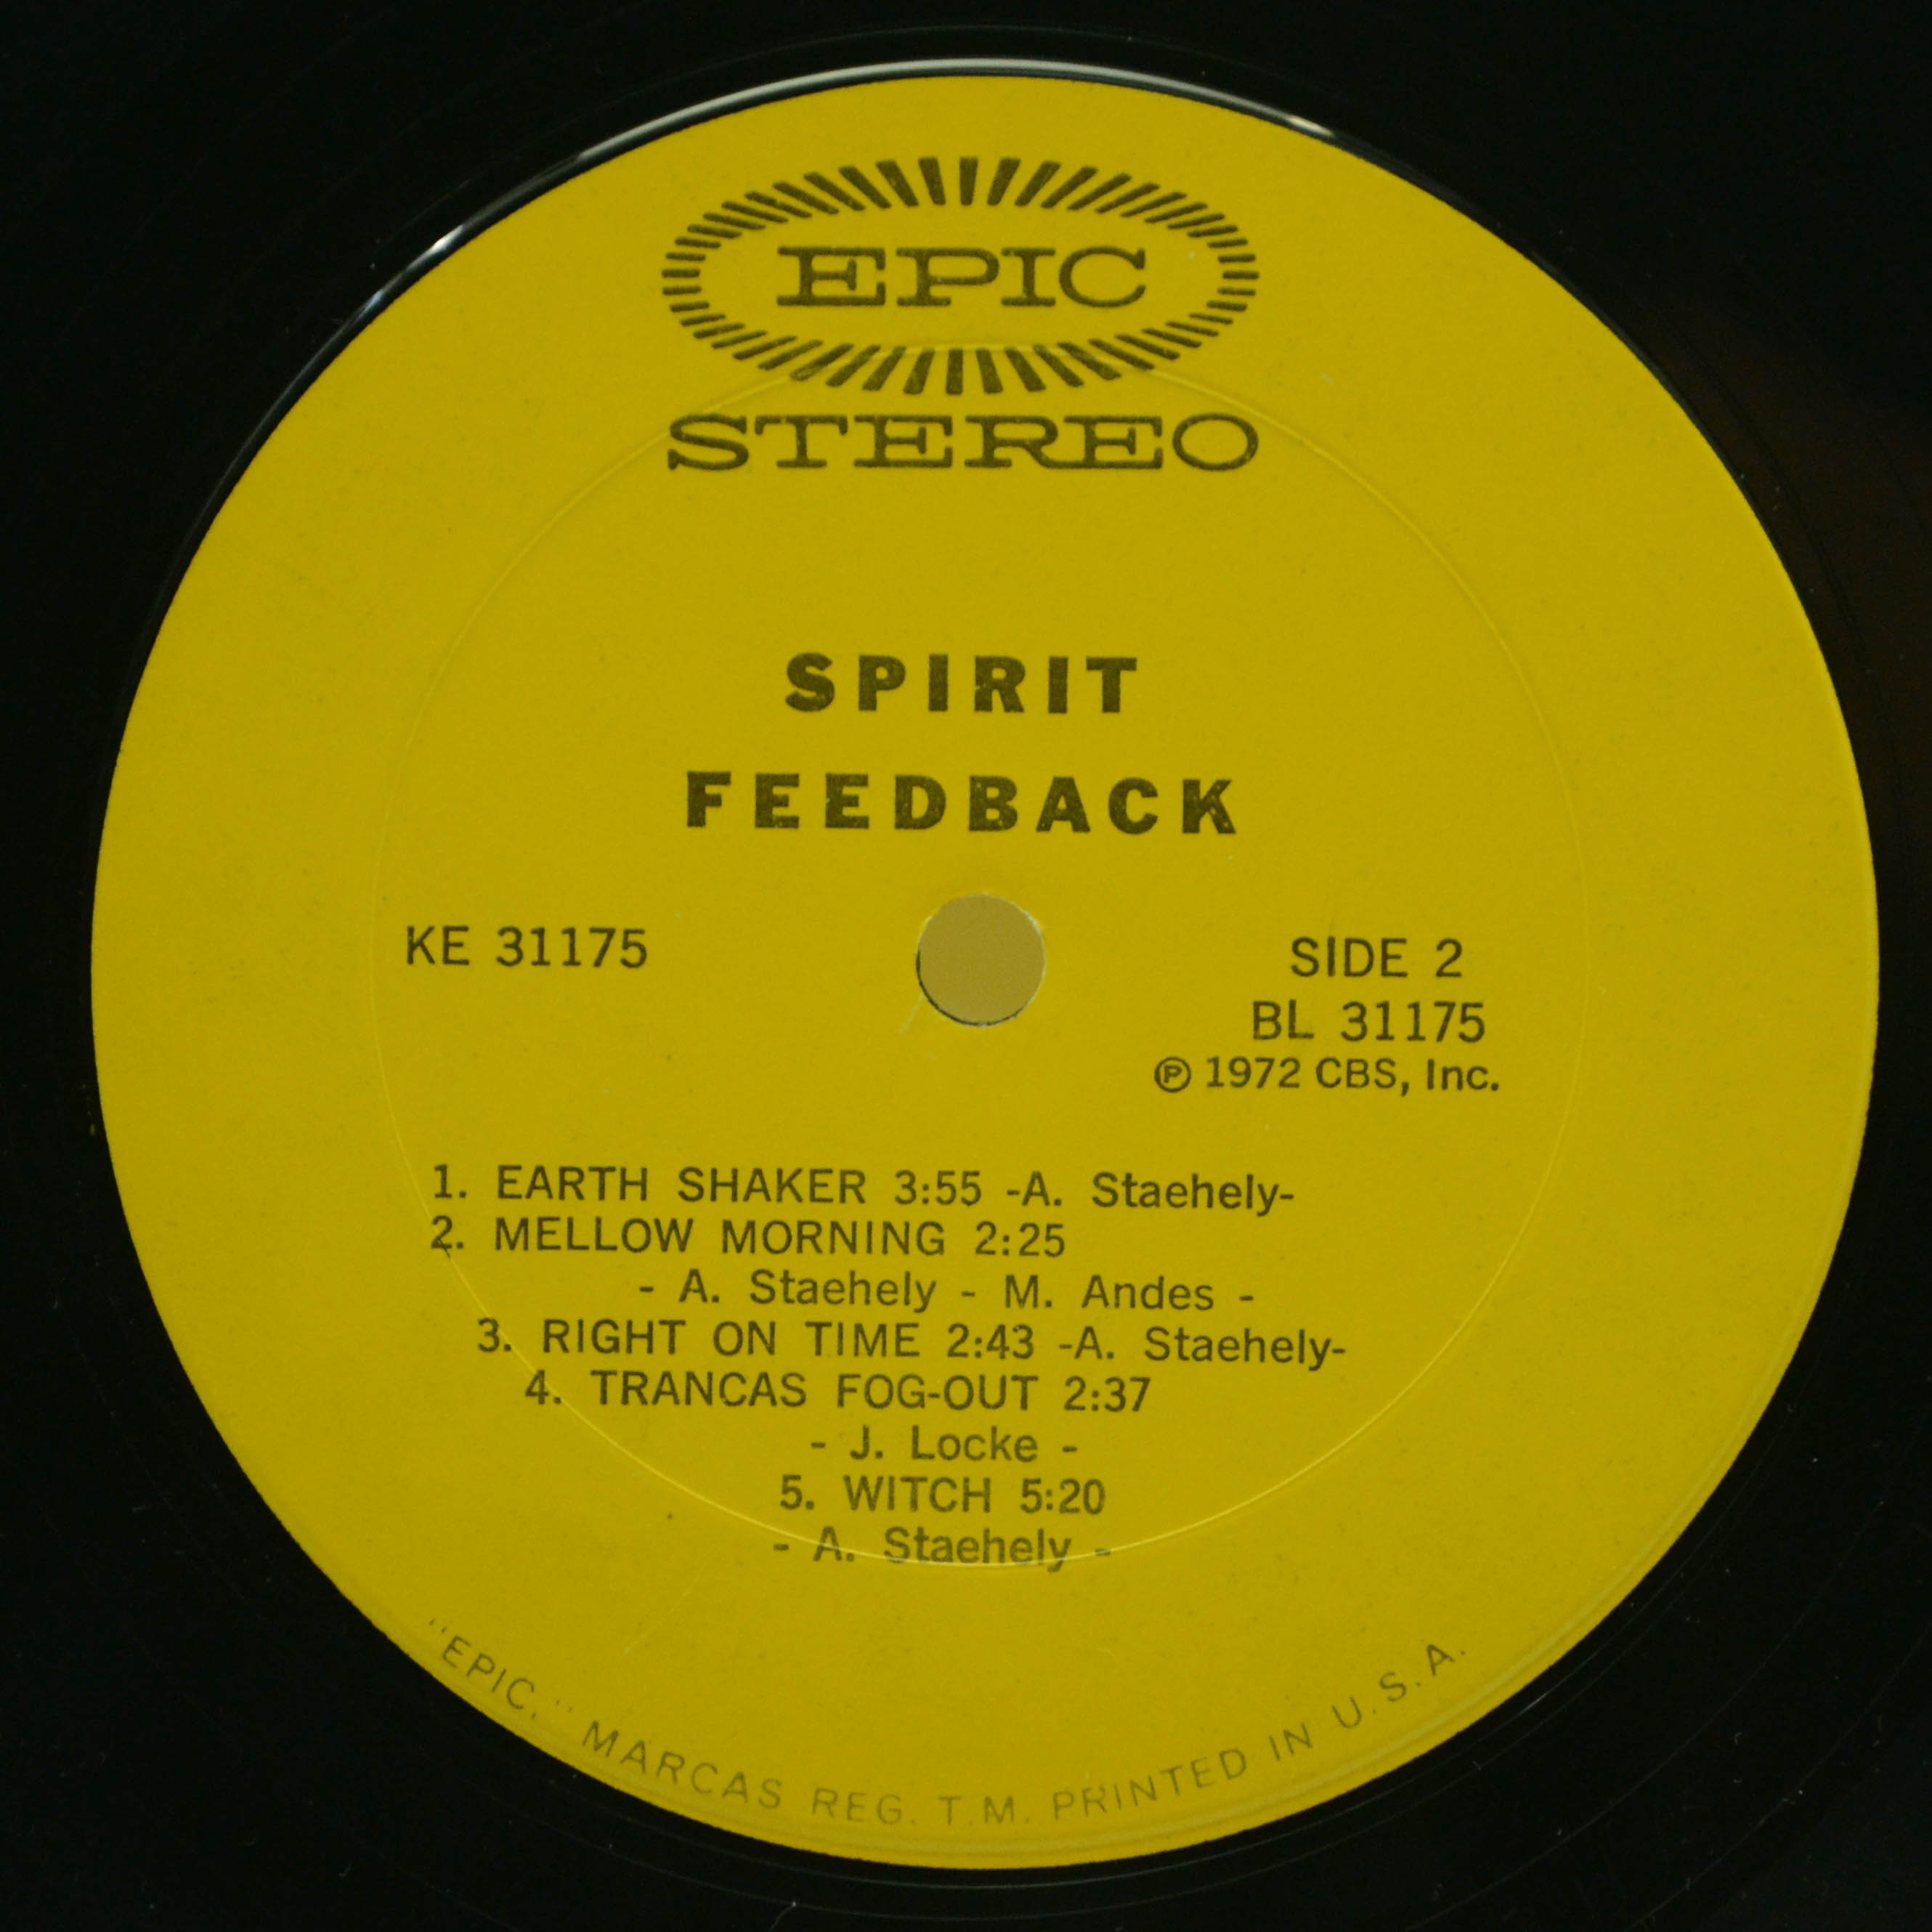 EPIC
STEREO
SPIRIT
FEEDBACK
KE 31175
SIDE 2
BL 31175
℗ 1972 CBS, Inc.
1. EARTH SHAKER 3:55 -A. Staehely-
2. MELLOW MORNING 2:25
- A. Staehely - M. Andes -
3. RIGHT ON TIME 2:43 -A. Staehely-
4. TRANCAS FOG-OUT 2:37
- J. Locke -
5. WITCH 5:20
- A. Staehely -
"EPIC," MARCAS REG. T.M. PRINTED IN U.S.A.